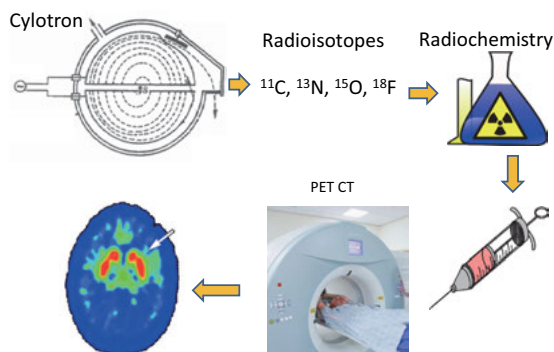 Cylotron
Radioisotopes
Radiochemistry
¹¹C, ¹³N, ¹⁵O, ¹⁸F
PET CT